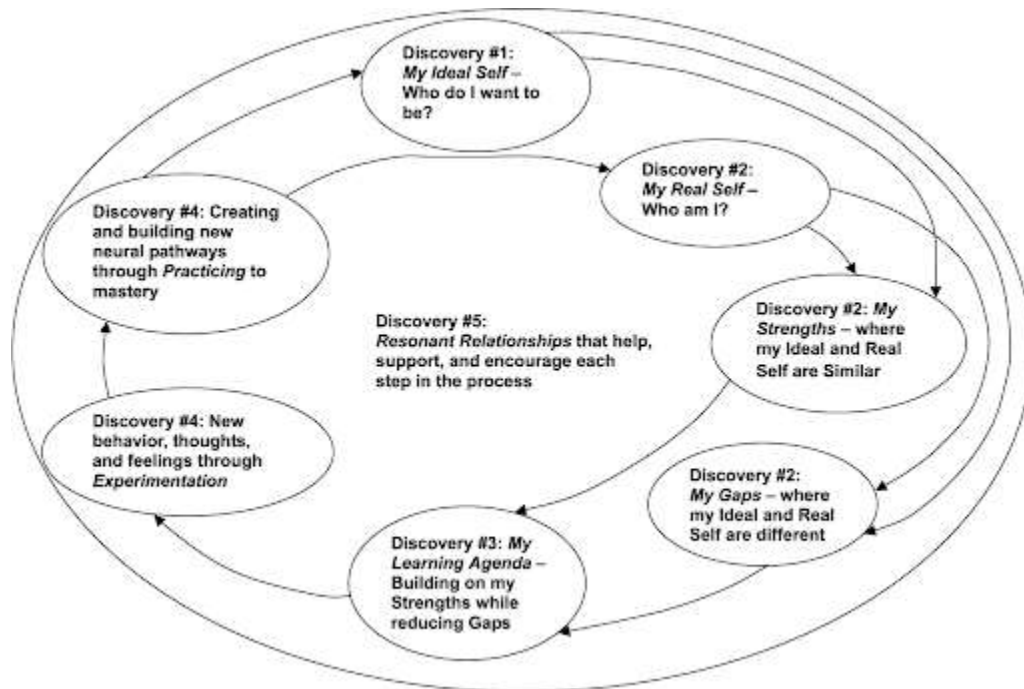 Discovery #1:
My Ideal Self –
Who do I want to
be?
Discovery #2:
My Real Self –
Who am I?
Discovery #4: Creating
and building new
neural pathways
through Practicing to
mastery
Discovery #5:
Resonant Relationships that help,
support, and encourage each
step in the process
Discovery #2: My
Strengths – where
my Ideal and Real
Self are Similar
Discovery #4: New
behavior, thoughts,
and feelings through
Experimentation
Discovery #2:
My Gaps – where
my Ideal and Real
Self are different
Discovery #3: My
Learning Agenda –
Building on my
Strengths while
reducing Gaps